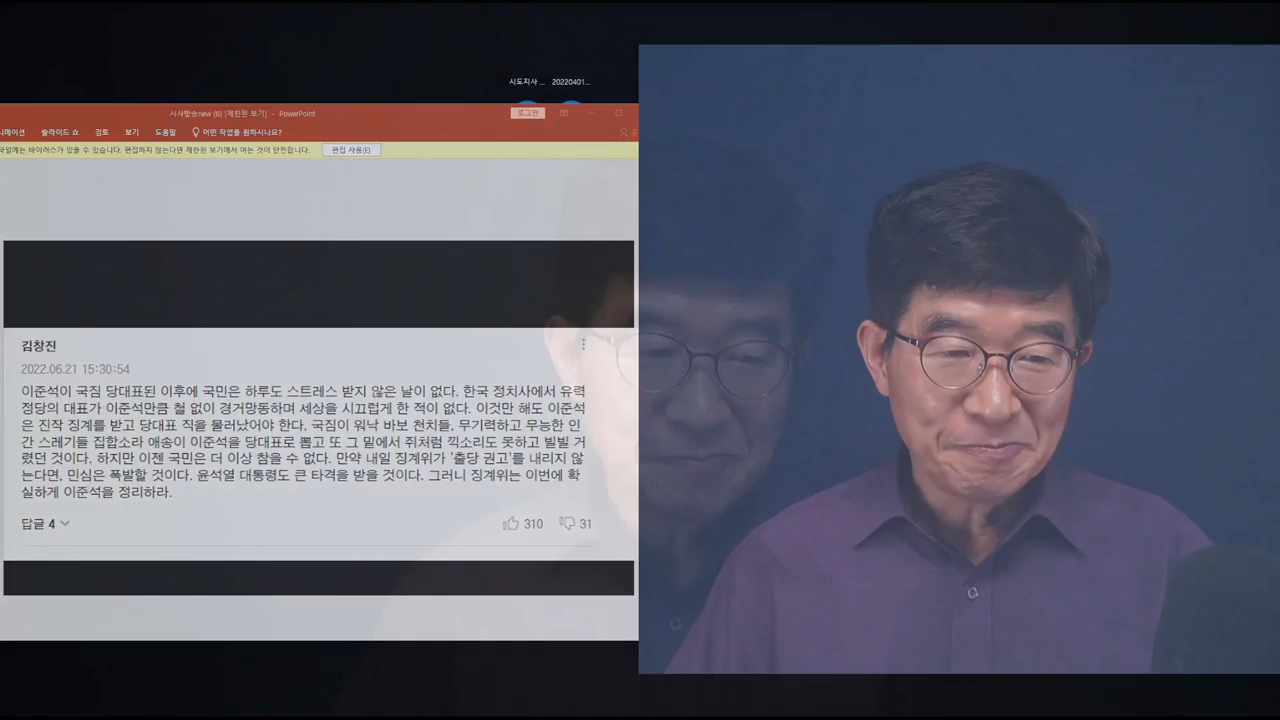 시도지사 ... 20220401...
시사방송new (6) [제한된 보기] - PowerPoint
로그인
니메이션 슬라이드 쇼 검토 보기 도움말 어떤 작업을 원하시나요?
파일에는 바이러스가 있을 수 있습니다. 편집하지 않는다면 제한된 보기에서 여는 것이 안전합니다. 편집 사용(E)
김창진
2022.06.21 15:30:54
이준석이 국짐 당대표된 이후에 국민은 하루도 스트레스 받지 않은 날이 없다. 한국 정치사에서 유력
정당의 대표가 이준석만큼 철 없이 경거망동하며 세상을 시끄럽게 한 적이 없다. 이것만 해도 이준석
은 진작 징계를 받고 당대표 직을 물러났어야 한다. 국짐이 워낙 바보 천치들, 무기력하고 무능한 인
간 스레기들 집합소라 애송이 이준석을 당대표로 뽑고 또 그 밑에서 쥐처럼 끽소리도 못하고 빌빌 거
렸던 것이다. 하지만 이젠 국민은 더 이상 참을 수 없다. 만약 내일 징계위가 '출당 권고'를 내리지 않
는다면, 민심은 폭발할 것이다. 윤석열 대통령도 큰 타격을 받을 것이다. 그러니 징계위는 이번에 확
실하게 이준석을 정리하라.
답글 4 310 31